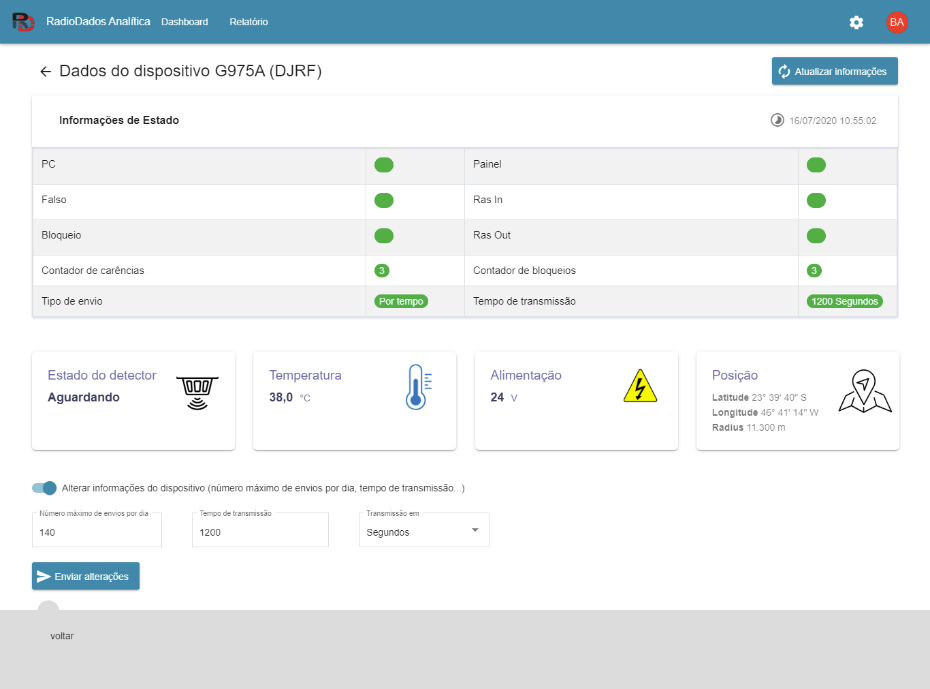 RadioDados Analítica Dashboard Relatório BA
Dados do dispositivo G975A (DJRF) Atualizar informações
Informações de Estado 16/07/2020 10:55:02
PC Painel
Falso Ras In
Bloqueio Ras Out
Contador de carências 3 Contador de bloqueios 3
Tipo de envio Por tempo Tempo de transmissão 1200 Segundos
Estado do detector
Aguardando
Temperatura
38,0 °C
Alimentação
24 V
Posição
Latitude 23° 39' 40" S
Longitude 46° 41' 14" W
Radius 11.300 m
Alterar informações do dispositivo (número máximo de envios por dia, tempo de transmissão...)
Número máximo de envios por dia Tempo de transmissão Transmissão em
140 1200 Segundos
Enviar alterações
voltar